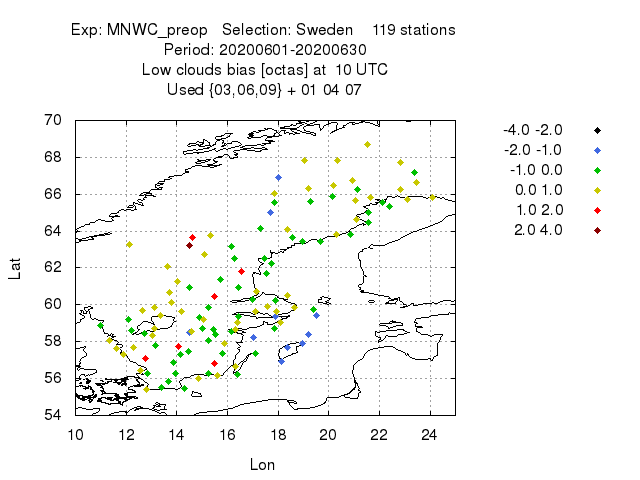 Exp: MNWC_preop   Selection: Sweden    119 stations
Period: 20200601-20200630
Low clouds bias [octas] at  10 UTC
Used {03,06,09} + 01 04 07
-4.0 -2.0
-2.0 -1.0
-1.0 0.0
0.0 1.0
1.0 2.0
2.0 4.0
70
68
66
64
62
60
58
56
54
Lat
10 12 14 16 18 20 22 24
Lon